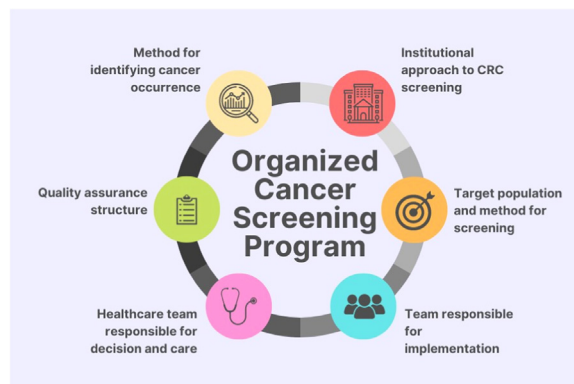 Method for
identifying cancer
occurrence
Institutional
approach to CRC
screening
Organized
Cancer
Screening
Program
Quality assurance
structure
Target population
and method for
screening
Healthcare team
responsible for
decision and care
Team responsible
for
implementation